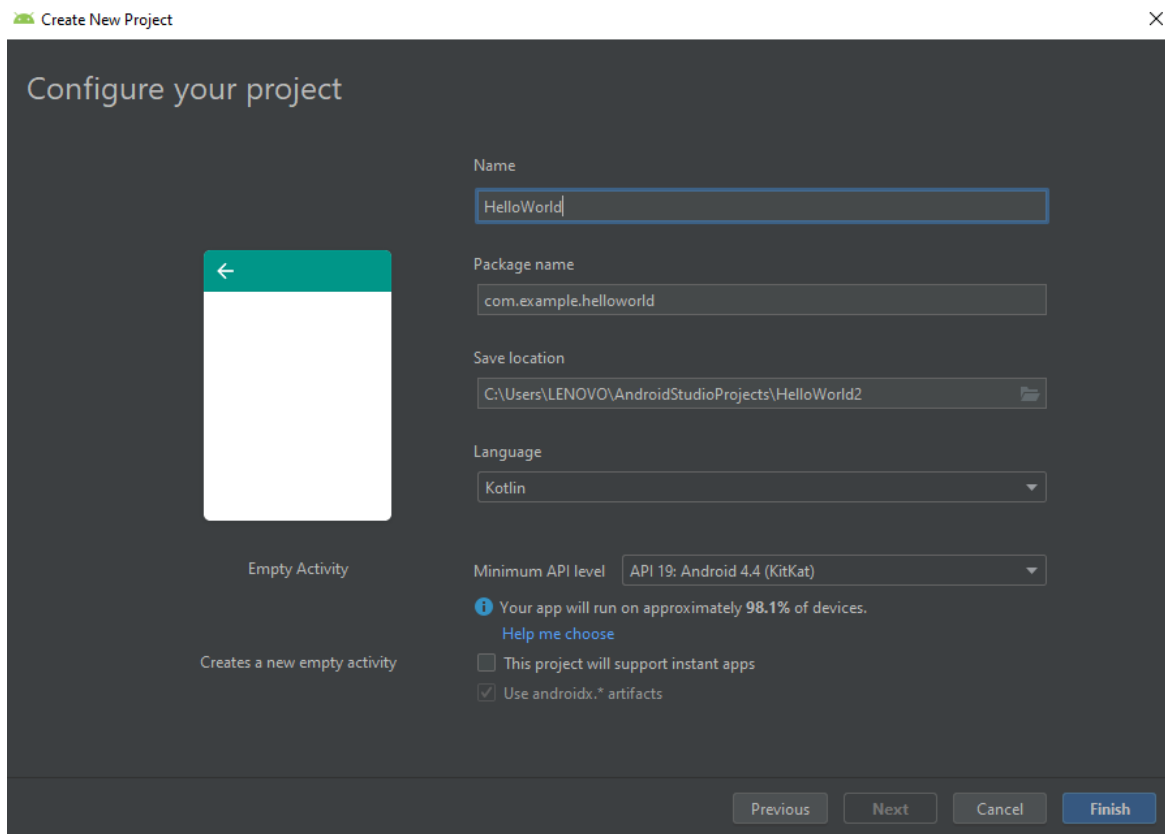 Create New Project
Configure your project
Name
HelloWorld
Package name
com.example.helloworld
Save location
C:\Users\LENOVO\AndroidStudioProjects\HelloWorld2
Language
Kotlin
Empty Activity
Minimum API level API 19: Android 4.4 (KitKat)
Your app will run on approximately 98.1% of devices.
Help me choose
Creates a new empty activity
This project will support instant apps
Use androidx.* artifacts
Previous Next Cancel Finish